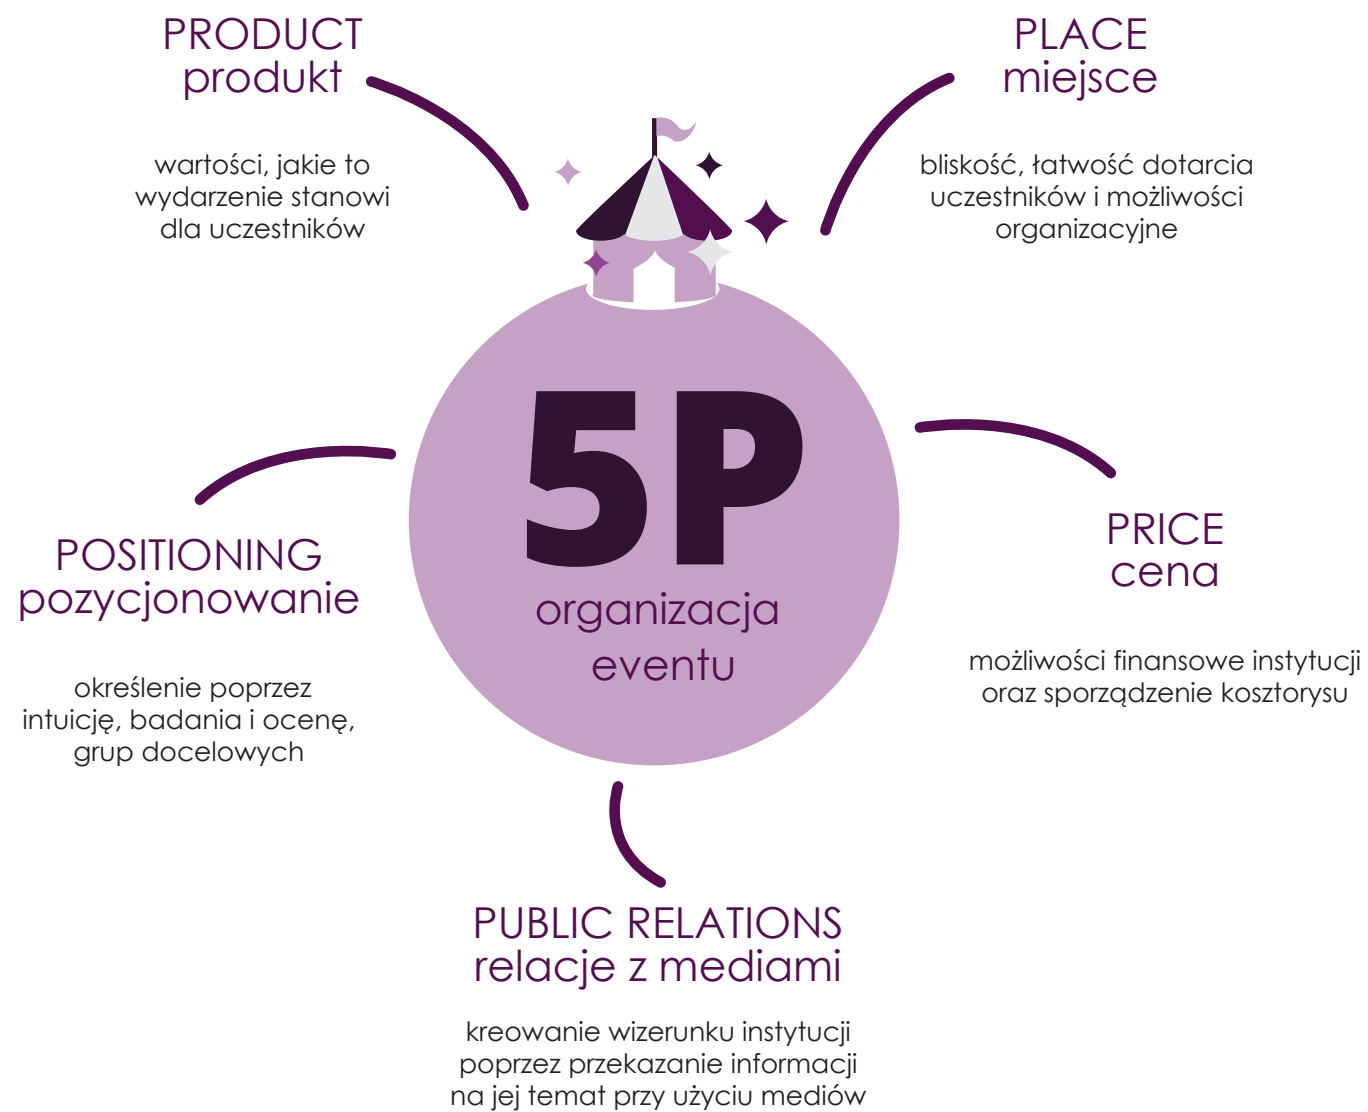 PRODUCT
produkt
wartości, jakie to
wydarzenie stanowi
dla uczestników
PLACE
miejsce
bliskość, łatwość dotarcia
uczestników i możliwości
organizacyjne
5P
organizacja
eventu
POSITIONING
pozycjonowanie
określenie poprzez
intuicję, badania i ocenę,
grup docelowych
PRICE
cena
możliwości finansowe instytucji
oraz sporządzenie kosztorysu
PUBLIC RELATIONS
relacje z mediami
kreowanie wizerunku instytucji
poprzez przekazanie informacji
na jej temat przy użyciu mediów